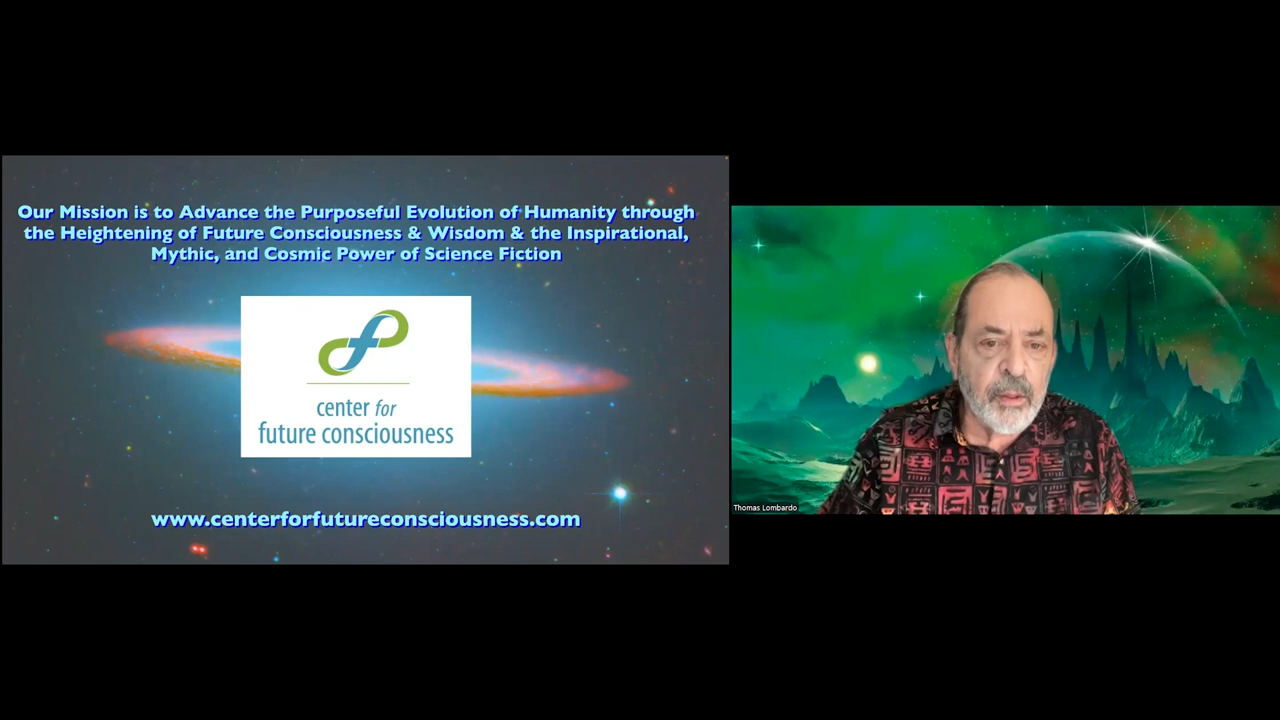 Our Mission is to Advance the Purposeful Evolution of Humanity through
the Heightening of Future Consciousness & Wisdom & the Inspirational,
Mythic, and Cosmic Power of Science Fiction
center for
future consciousness
www.centerforfutureconsciousness.com
Thomas Lombardo